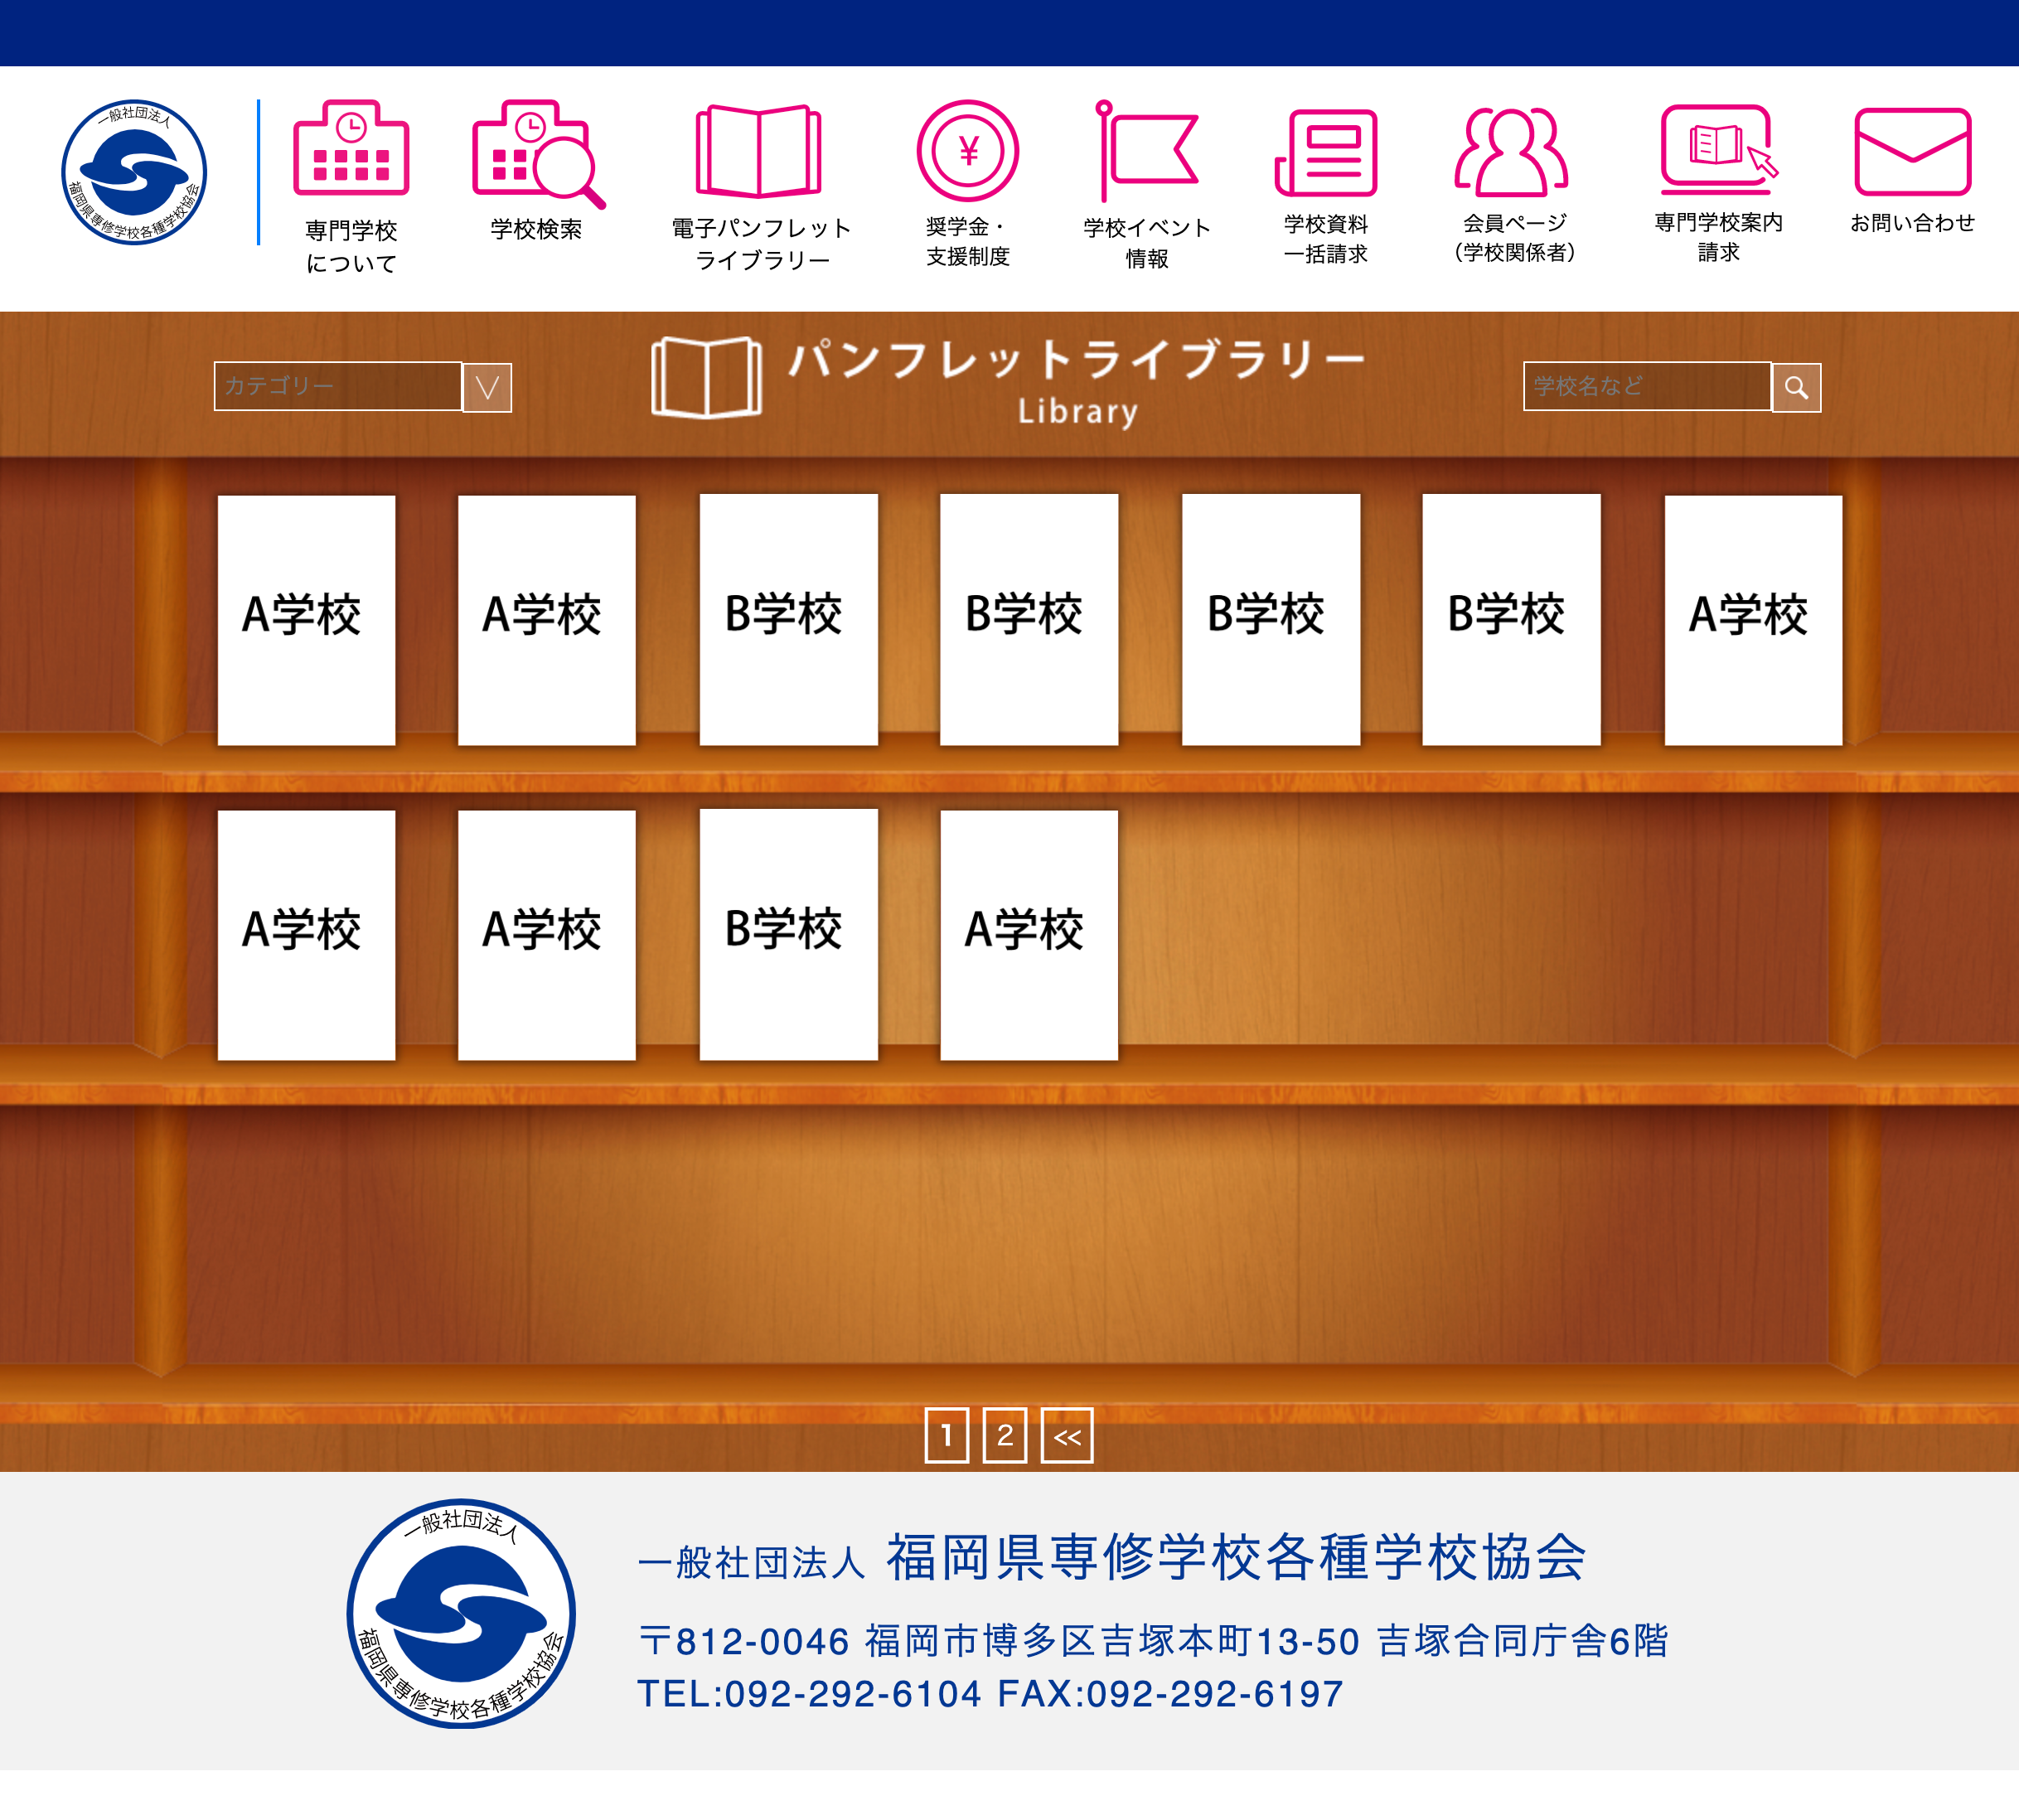 一般社団法人
福岡県専修学校各種学校協会
専門学校
について
学校検索
電子パンフレット
ライブラリー
¥
奨学金・
支援制度
学校イベント
情報
学校資料
一括請求
会員ページ
（学校関係者）
専門学校案内
請求
お問い合わせ
カテゴリー
パンフレットライブラリー
Library
学校名など
A学校 A学校 B学校 B学校 B学校 B学校 A学校
A学校 A学校 B学校 A学校
1 2 <<
一般社団法人
福岡県専修学校各種学校協会
一般社団法人 福岡県専修学校各種学校協会
〒812-0046 福岡市博多区吉塚本町13-50 吉塚合同庁舎6階
TEL:092-292-6104 FAX:092-292-6197